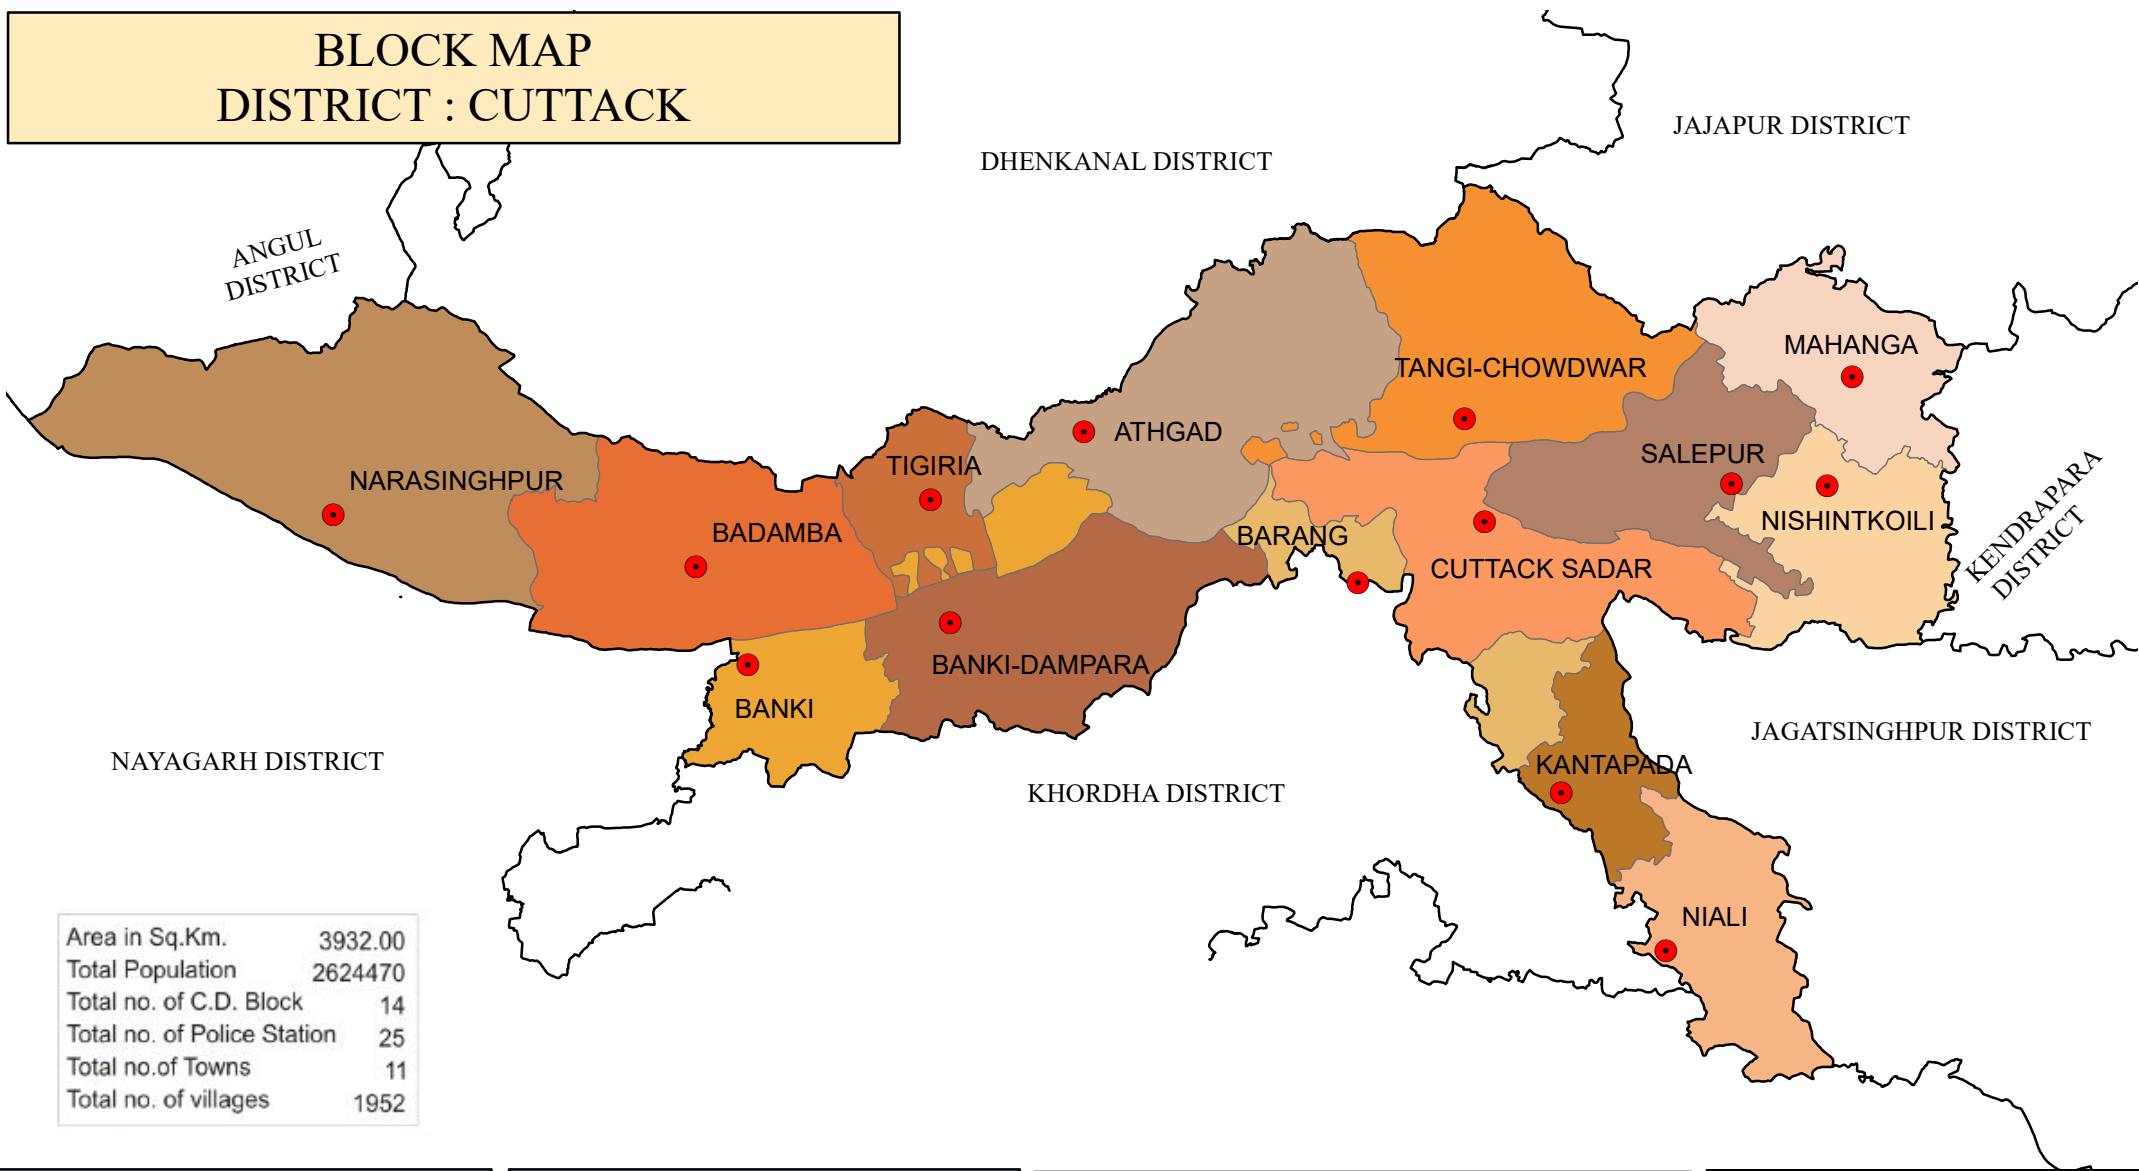 BLOCK MAP
DISTRICT : CUTTACK
JAJAPUR DISTRICT
DHENKANAL DISTRICT
ANGUL
DISTRICT
MAHANGA
TANGI-CHOWDWAR
ATHGAD
SALEPUR
TIGIRIA
NARASINGHPUR
KENDRAPARA
DISTRICT
NISHINTKOILI
BADAMBA
BARANG
CUTTACK SADAR
BANKI-DAMPARA
BANKI
JAGATSINGHPUR DISTRICT
NAYAGARH DISTRICT
KANTAPADA
KHORDHA DISTRICT
NIALI
Area in Sq.Km. 3932.00
Total Population 2624470
Total no. of C.D. Block 14
Total no. of Police Station 25
Total no.of Towns 11
Total no. of villages 1952